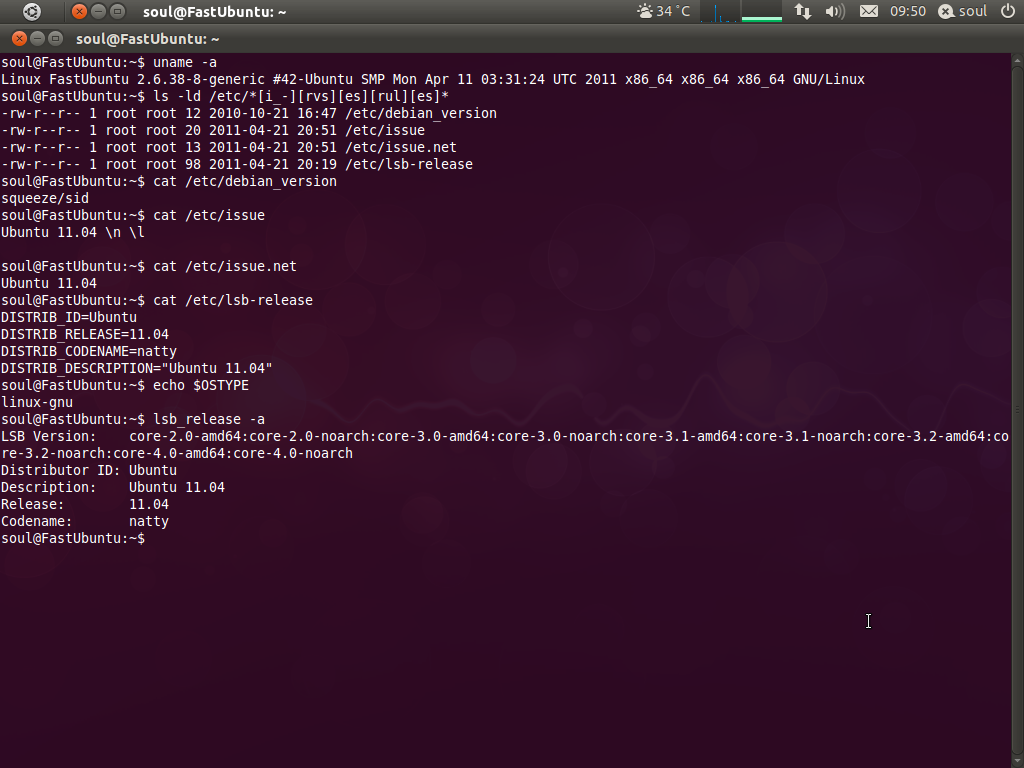 soul@FastUbuntu: ~ 34 °C 09:50 soul
soul@FastUbuntu: ~
soul@FastUbuntu:~$ uname -a
Linux FastUbuntu 2.6.38-8-generic #42-Ubuntu SMP Mon Apr 11 03:31:24 UTC 2011 x86_64 x86_64 x86_64 GNU/Linux
soul@FastUbuntu:~$ ls -ld /etc/*[i_-][rvs][es][rul][es]*
-rw-r--r-- 1 root root 12 2010-10-21 16:47 /etc/debian_version
-rw-r--r-- 1 root root 20 2011-04-21 20:51 /etc/issue
-rw-r--r-- 1 root root 13 2011-04-21 20:51 /etc/issue.net
-rw-r--r-- 1 root root 98 2011-04-21 20:19 /etc/lsb-release
soul@FastUbuntu:~$ cat /etc/debian_version
squeeze/sid
soul@FastUbuntu:~$ cat /etc/issue
Ubuntu 11.04 \n \l
soul@FastUbuntu:~$ cat /etc/issue.net
Ubuntu 11.04
soul@FastUbuntu:~$ cat /etc/lsb-release
DISTRIB_ID=Ubuntu
DISTRIB_RELEASE=11.04
DISTRIB_CODENAME=natty
DISTRIB_DESCRIPTION="Ubuntu 11.04"
soul@FastUbuntu:~$ echo $OSTYPE
linux-gnu
soul@FastUbuntu:~$ lsb_release -a
LSB Version:    core-2.0-amd64:core-2.0-noarch:core-3.0-amd64:core-3.0-noarch:core-3.1-amd64:core-3.1-noarch:core-3.2-amd64:co
re-3.2-noarch:core-4.0-amd64:core-4.0-noarch
Distributor ID: Ubuntu
Description:    Ubuntu 11.04
Release:        11.04
Codename:       natty
soul@FastUbuntu:~$